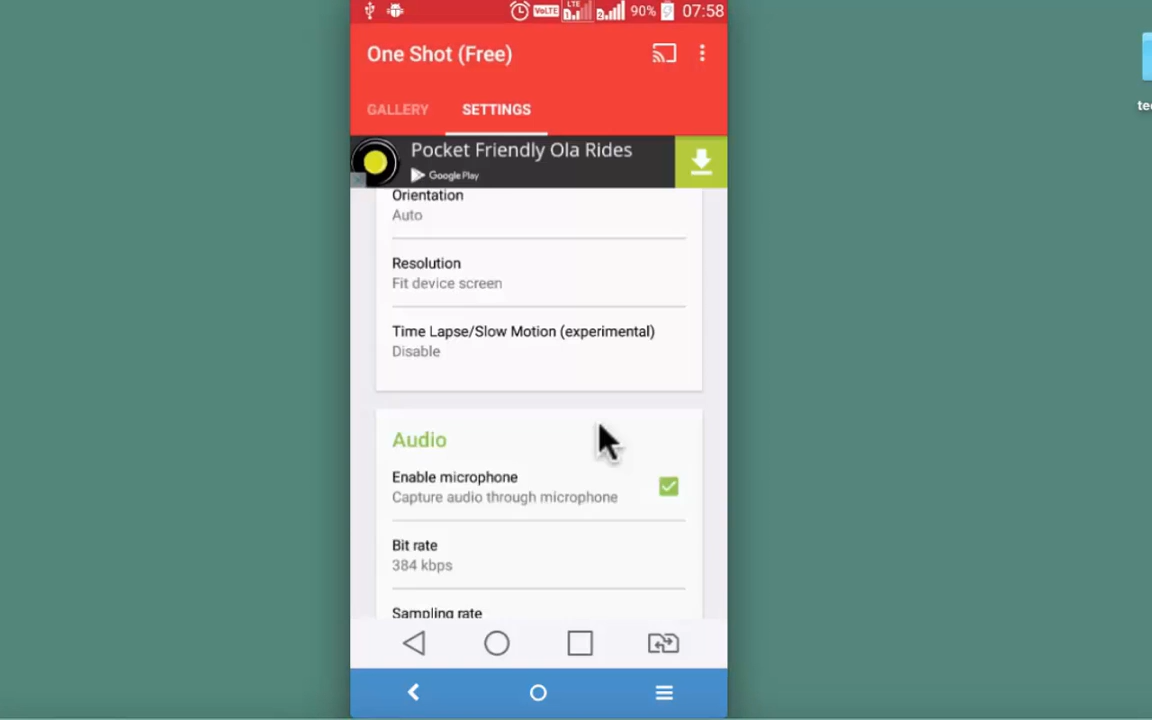 VoLTE LTE 90% 07:58
One Shot (Free)
GALLERY SETTINGS
Pocket Friendly Ola Rides
Google Play
Orientation
Auto
Resolution
Fit device screen
Time Lapse/Slow Motion (experimental)
Disable
Audio
Enable microphone
Capture audio through microphone
Bit rate
384 kbps
Sampling rate